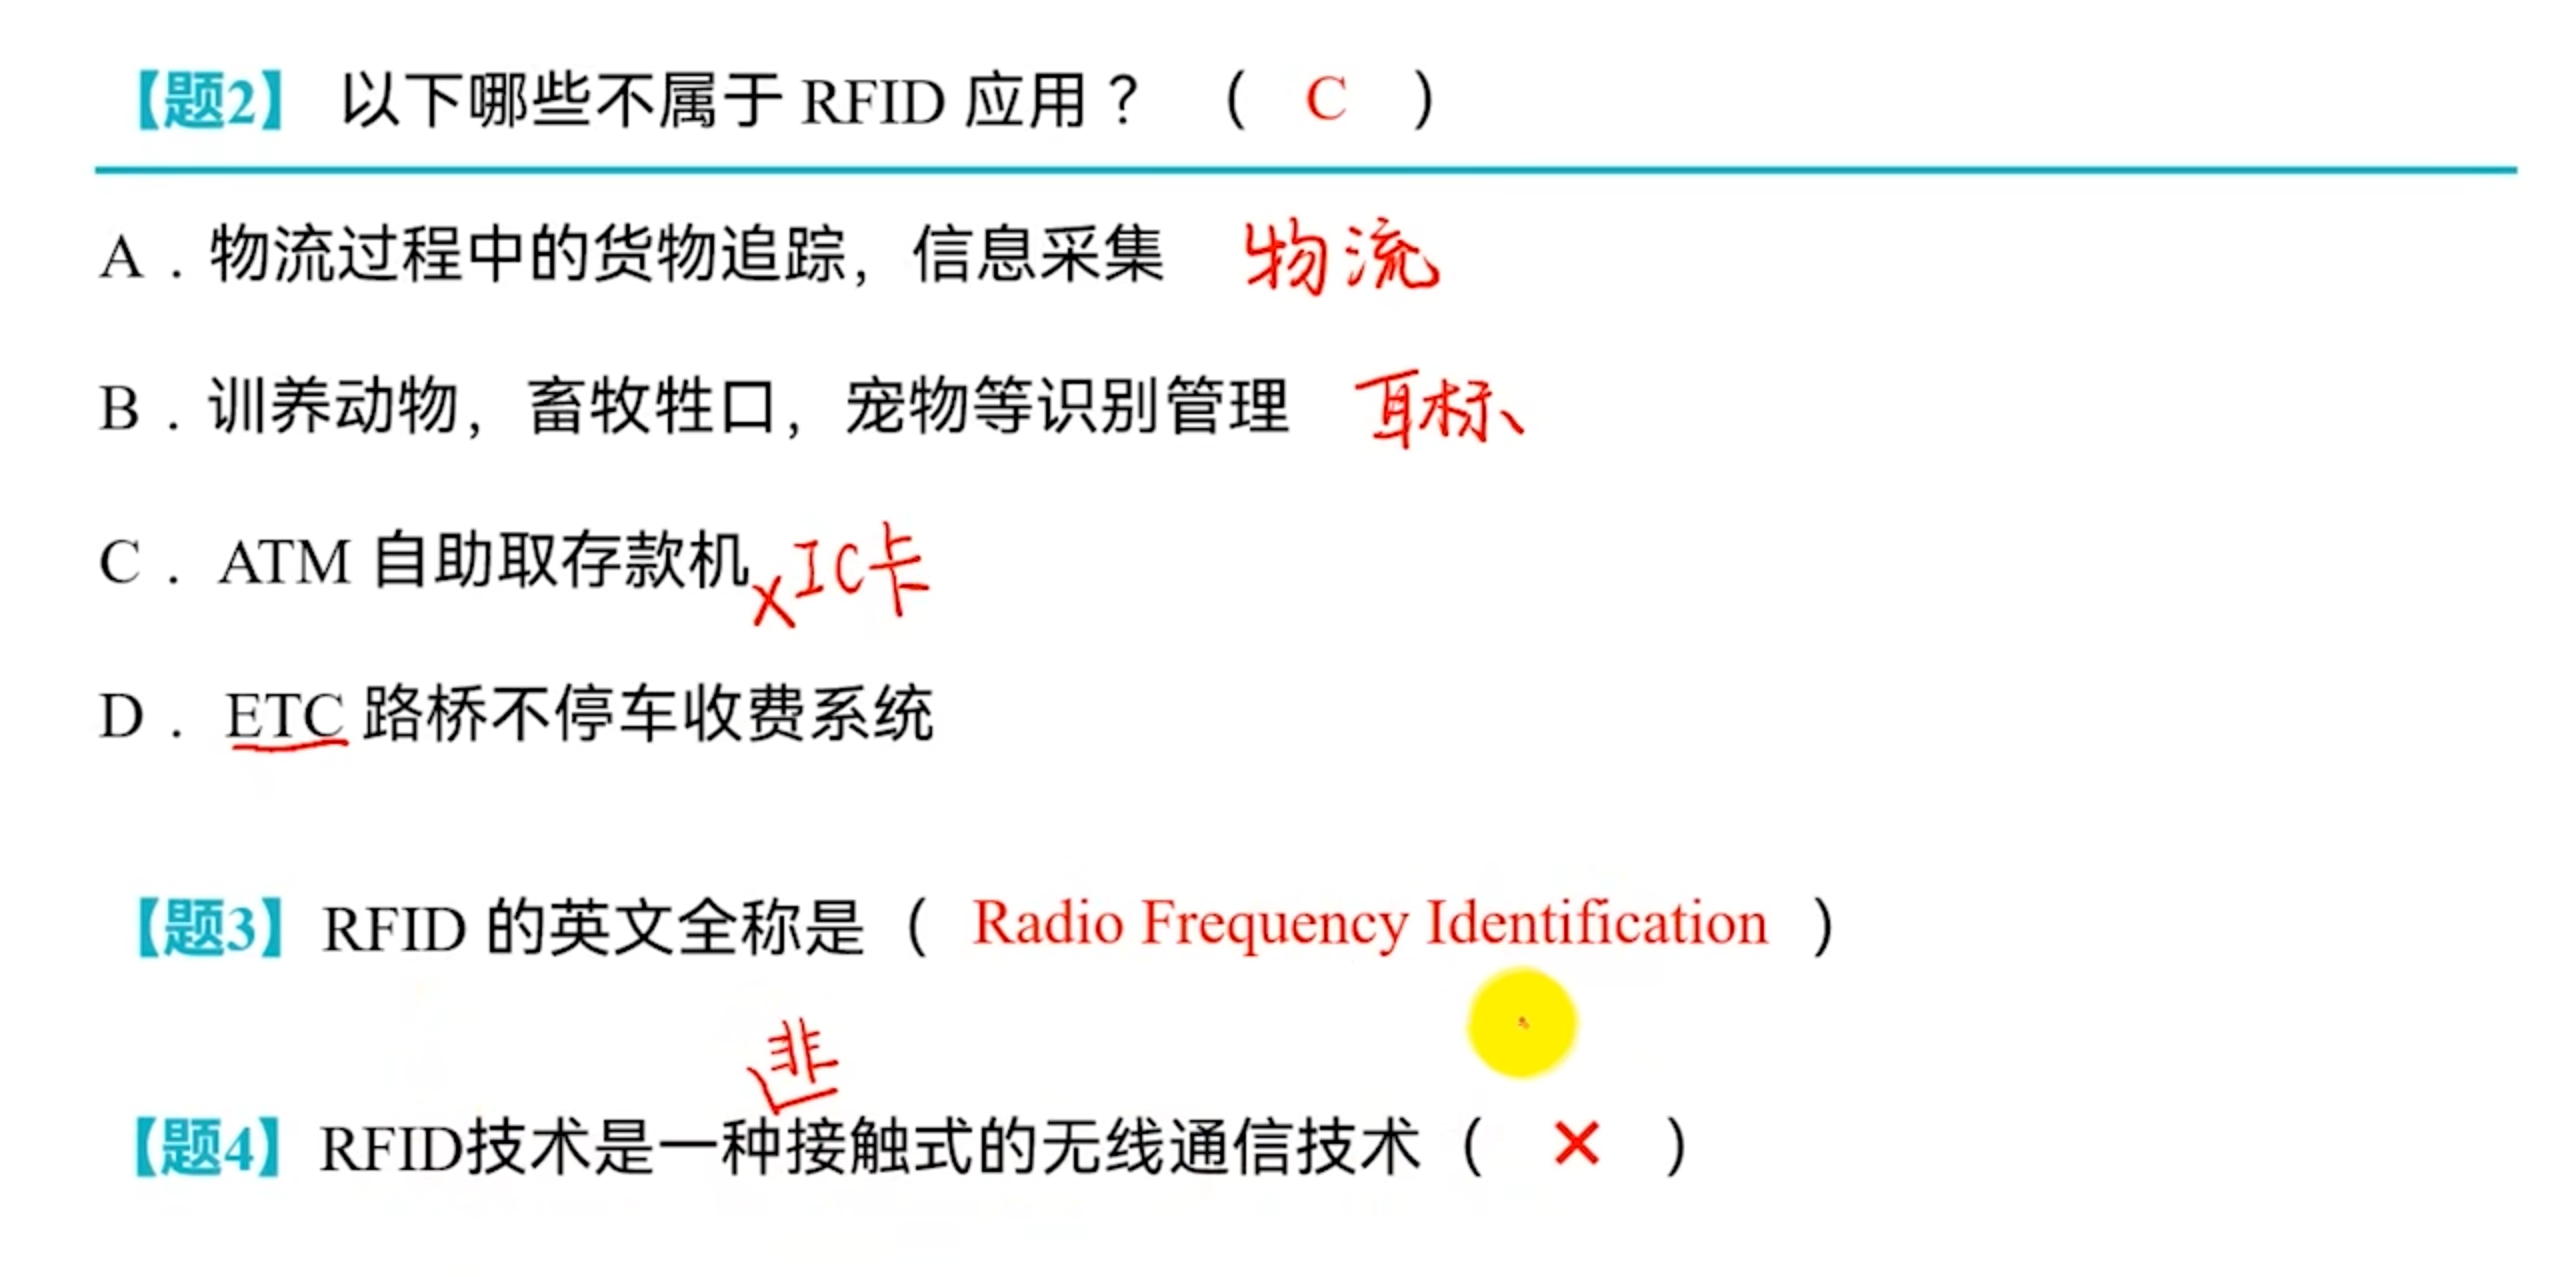 【题2】 以下哪些不属于 RFID 应用？ （ C ）
A．物流过程中的货物追踪，信息采集 物流
B．训养动物，畜牧牲口，宠物等识别管理 耳标
C．ATM 自助取存款机 × IC卡
D．ETC 路桥不停车收费系统
【题3】 RFID 的英文全称是（ Radio Frequency Identification ）
非
【题4】 RFID技术是一种接触式的无线通信技术（ × ）